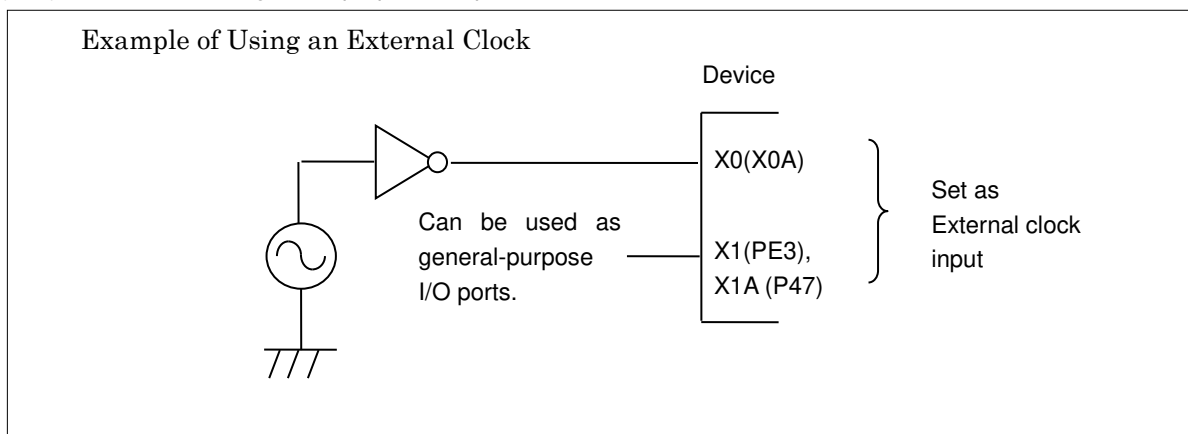 Example of Using an External Clock
Device
X0(X0A)
Can be used as
general-purpose
I/O ports.
X1(PE3),
X1A (P47)
Set as
External clock
input